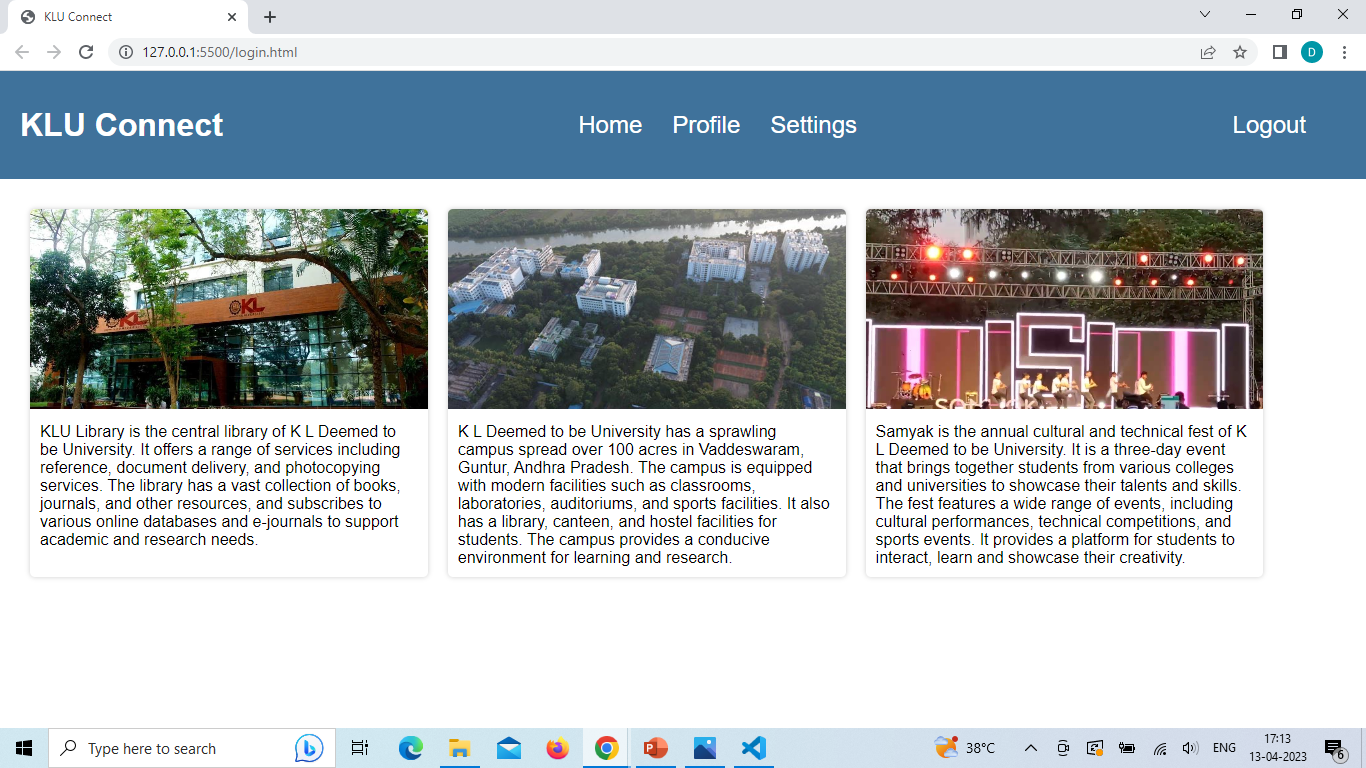 KLU Connect
127.0.0.1:5500/login.html
D
KLU Connect
Home Profile Settings
Logout
KL
KL
KLU Library is the central library of K L Deemed to
be University. It offers a range of services including
reference, document delivery, and photocopying
services. The library has a vast collection of books,
journals, and other resources, and subscribes to
various online databases and e-journals to support
academic and research needs.
K L Deemed to be University has a sprawling
campus spread over 100 acres in Vaddeswaram,
Guntur, Andhra Pradesh. The campus is equipped
with modern facilities such as classrooms,
laboratories, auditoriums, and sports facilities. It also
has a library, canteen, and hostel facilities for
students. The campus provides a conducive
environment for learning and research.
Samyak is the annual cultural and technical fest of K
L Deemed to be University. It is a three-day event
that brings together students from various colleges
and universities to showcase their talents and skills.
The fest features a wide range of events, including
cultural performances, technical competitions, and
sports events. It provides a platform for students to
interact, learn and showcase their creativity.
Type here to search
38°C
ENG
17:13
13-04-2023
6